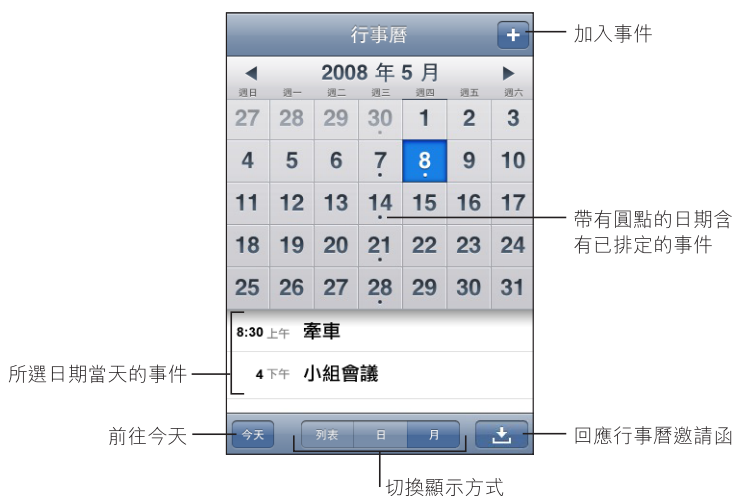 行事曆
加入事件
2008 年 5 月
週日 週一 週二 週三 週四 週五 週六
27 28 29 30 1 2 3
4 5 6 7 8 9 10
11 12 13 14 15 16 17
帶有圓點的日期含
有已排定的事件
18 19 20 21 22 23 24
25 26 27 28 29 30 31
8:30 上午 牽車
所選日期當天的事件
4 下午 小組會議
前往今天
今天 列表 日 月
回應行事曆邀請函
切換顯示方式